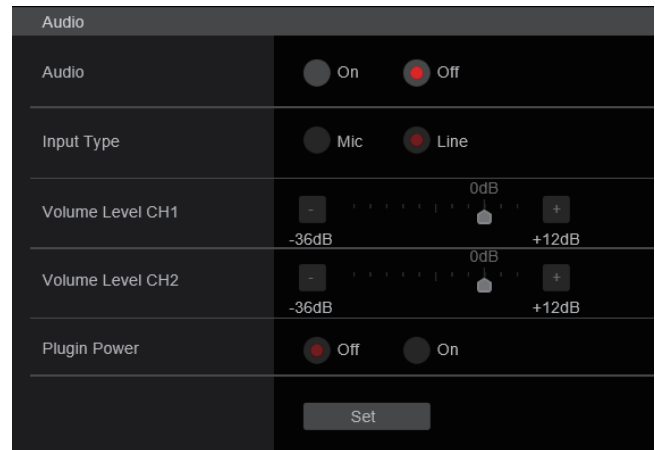 Audio
Audio On Off
Input Type Mic Line
Volume Level CH1 - 0dB +
-36dB +12dB
Volume Level CH2 - 0dB +
-36dB +12dB
Plugin Power Off On
Set